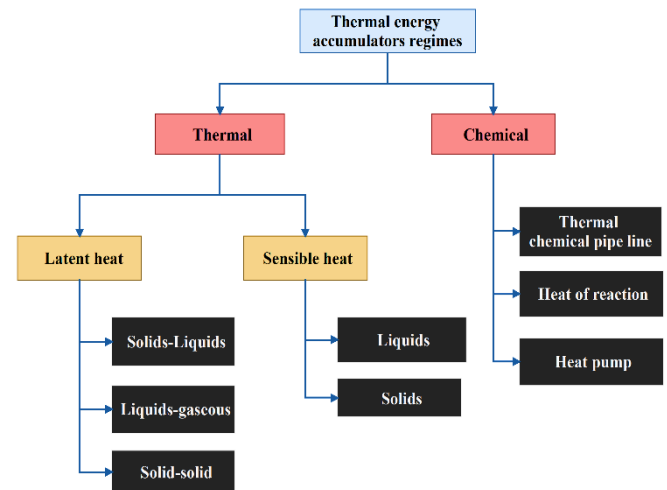 Thermal energy
accumulators regimes
Thermal
Chemical
Thermal
chemical pipe line
Latent heat
Sensible heat
Heat of reaction
Solids-Liquids
Liquids
Heat pump
Liquids-gascous
Solids
Solid-solid